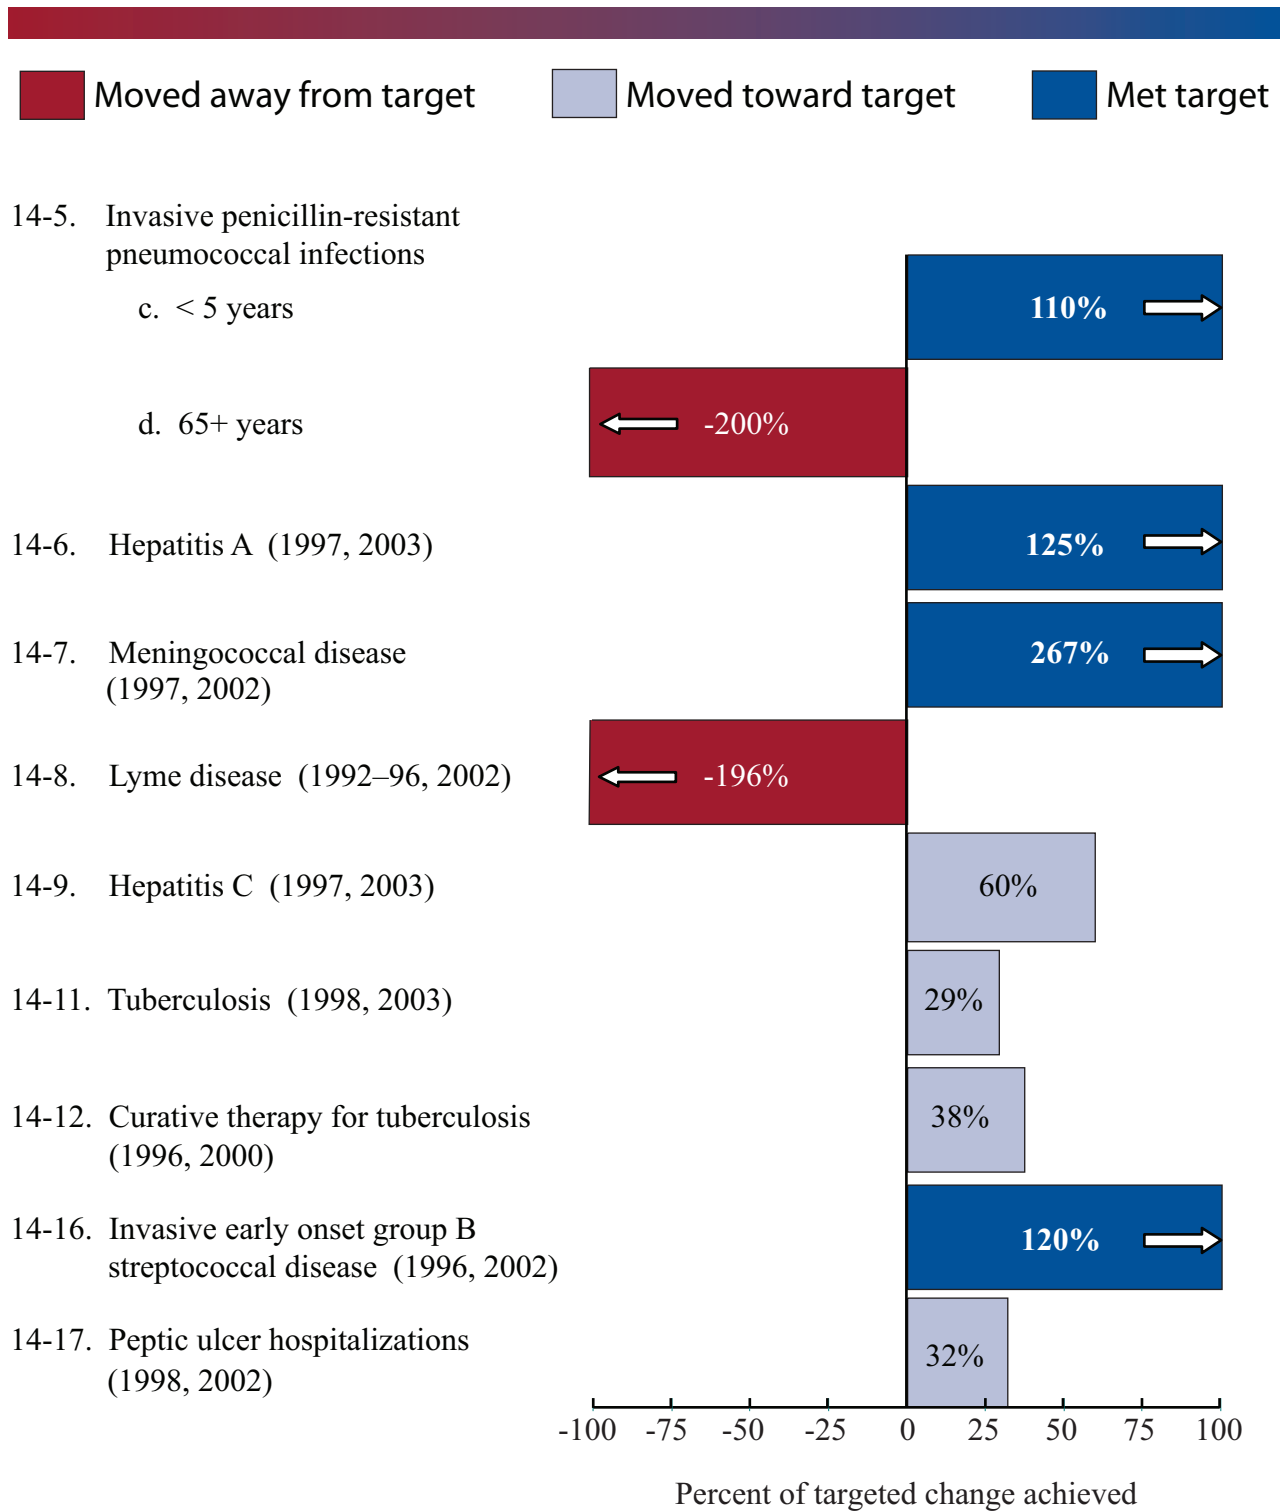 Moved away from target
Moved toward target
Met target
14-5. Invasive penicillin-resistant
pneumococcal infections
c. < 5 years
110%
d. 65+ years
-200%
14-6. Hepatitis A (1997, 2003)
125%
14-7. Meningococcal disease
(1997, 2002)
267%
14-8. Lyme disease (1992–96, 2002)
-196%
14-9. Hepatitis C (1997, 2003)
60%
14-11. Tuberculosis (1998, 2003)
29%
14-12. Curative therapy for tuberculosis
(1996, 2000)
38%
14-16. Invasive early onset group B
streptococcal disease (1996, 2002)
120%
14-17. Peptic ulcer hospitalizations
(1998, 2002)
32%
-100 -75 -50 -25 0 25 50 75 100
Percent of targeted change achieved